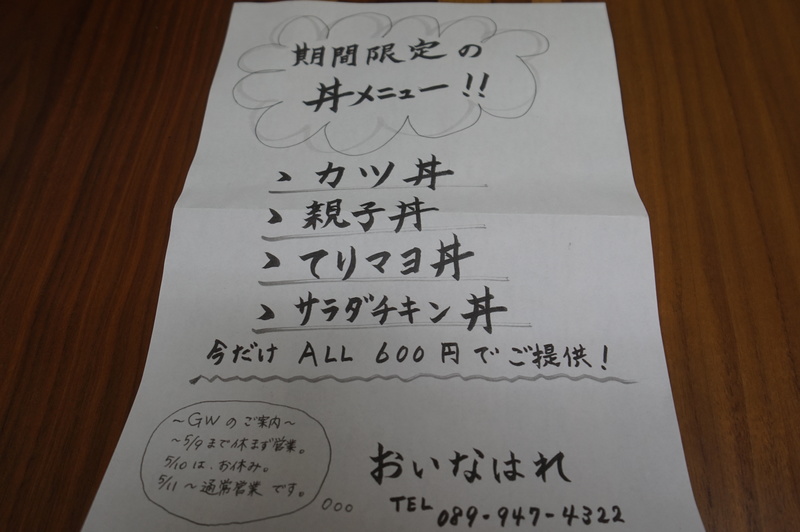 期間限定の
丼メニュー!!
、カツ丼
、親子丼
、てりマヨ丼
、サラダチキン丼
今だけ ALL 600円でご提供!
～GWのご案内～
～5/9まで休まず営業。
5/10は、お休み。
5/11～通常営業です。
おいなはれ
TEL 089-947-4322